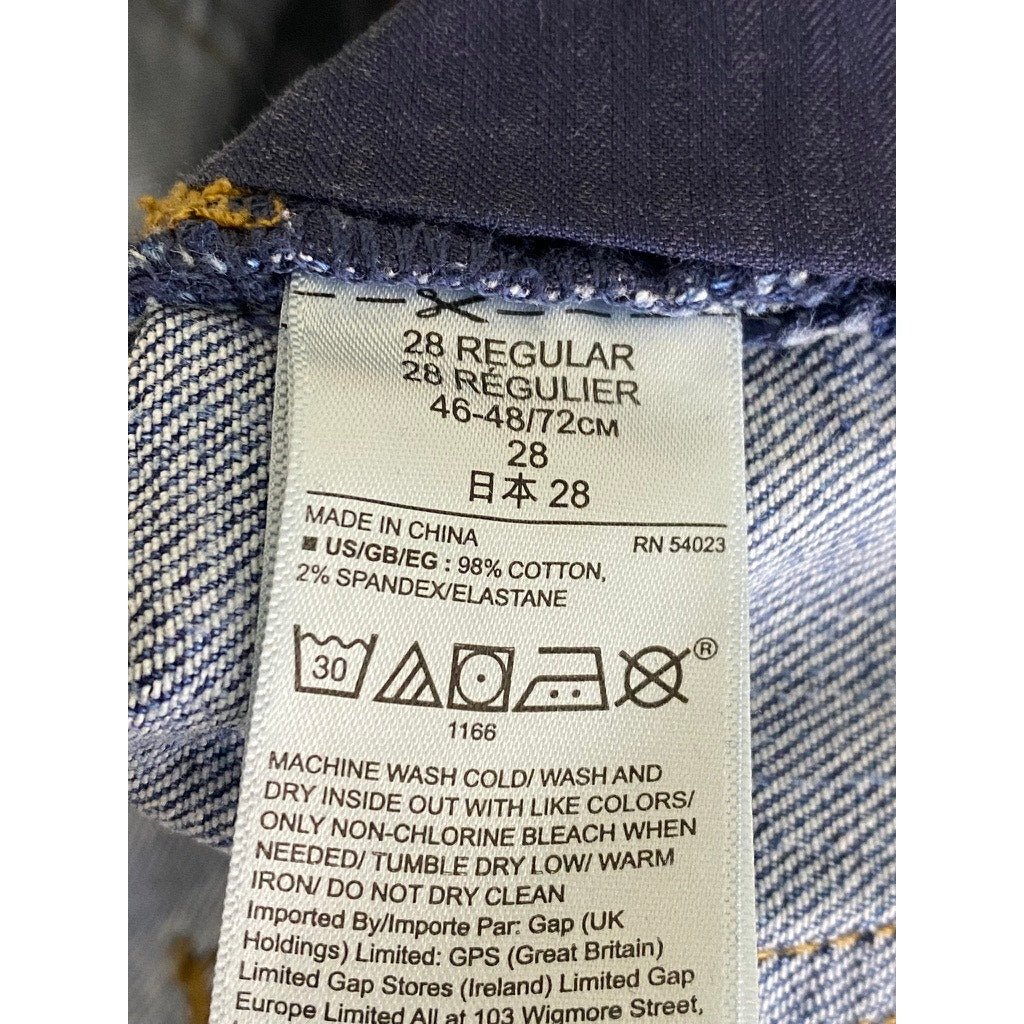 28 REGULAR
28 RÉGULIER
46-48/72CM
28
日本 28
MADE IN CHINA RN 54023
■ US/GB/EG : 98% COTTON,
2% SPANDEX/ELASTANE
30 ®
1166
MACHINE WASH COLD/ WASH AND
DRY INSIDE OUT WITH LIKE COLORS/
ONLY NON-CHLORINE BLEACH WHEN
NEEDED/ TUMBLE DRY LOW/ WARM
IRON/ DO NOT DRY CLEAN
Imported By/Importe Par: Gap (UK
Holdings) Limited: GPS (Great Britain)
Limited Gap Stores (Ireland) Limited Gap
Europe Limited All at 103 Wigmore Street,